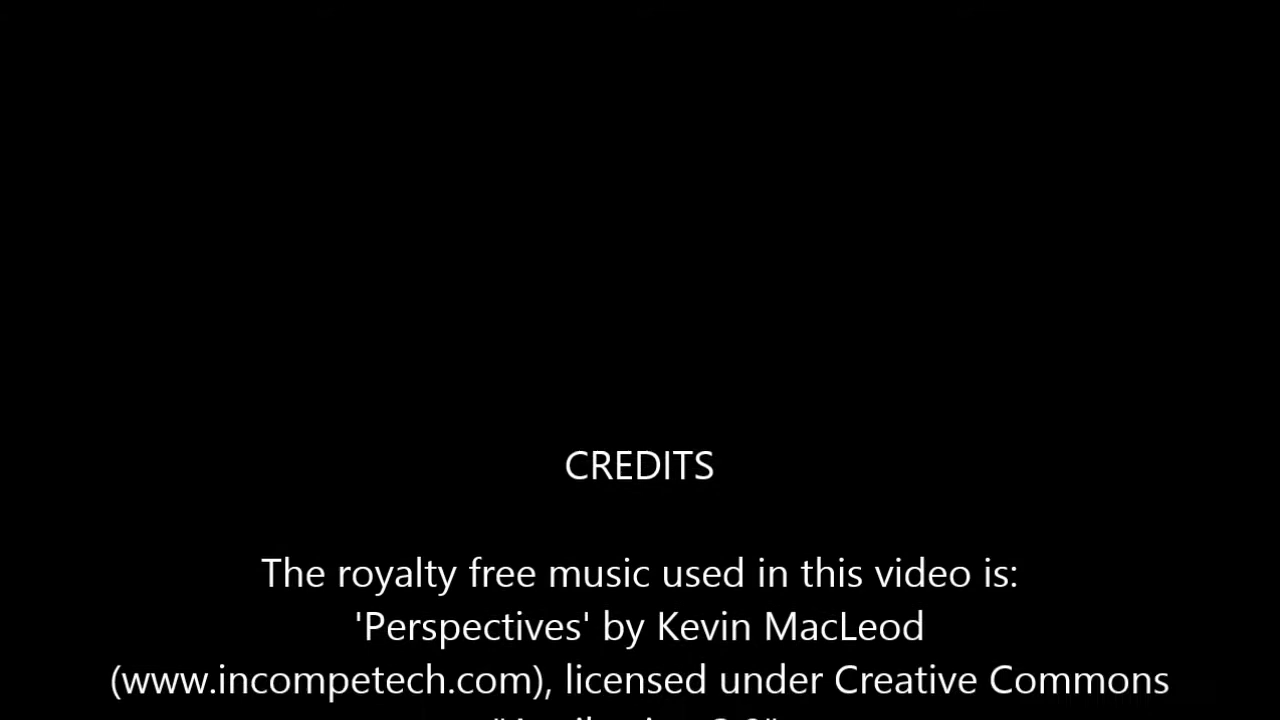 CREDITS
The royalty free music used in this video is:
'Perspectives' by Kevin MacLeod
(www.incompetech.com), licensed under Creative Commons